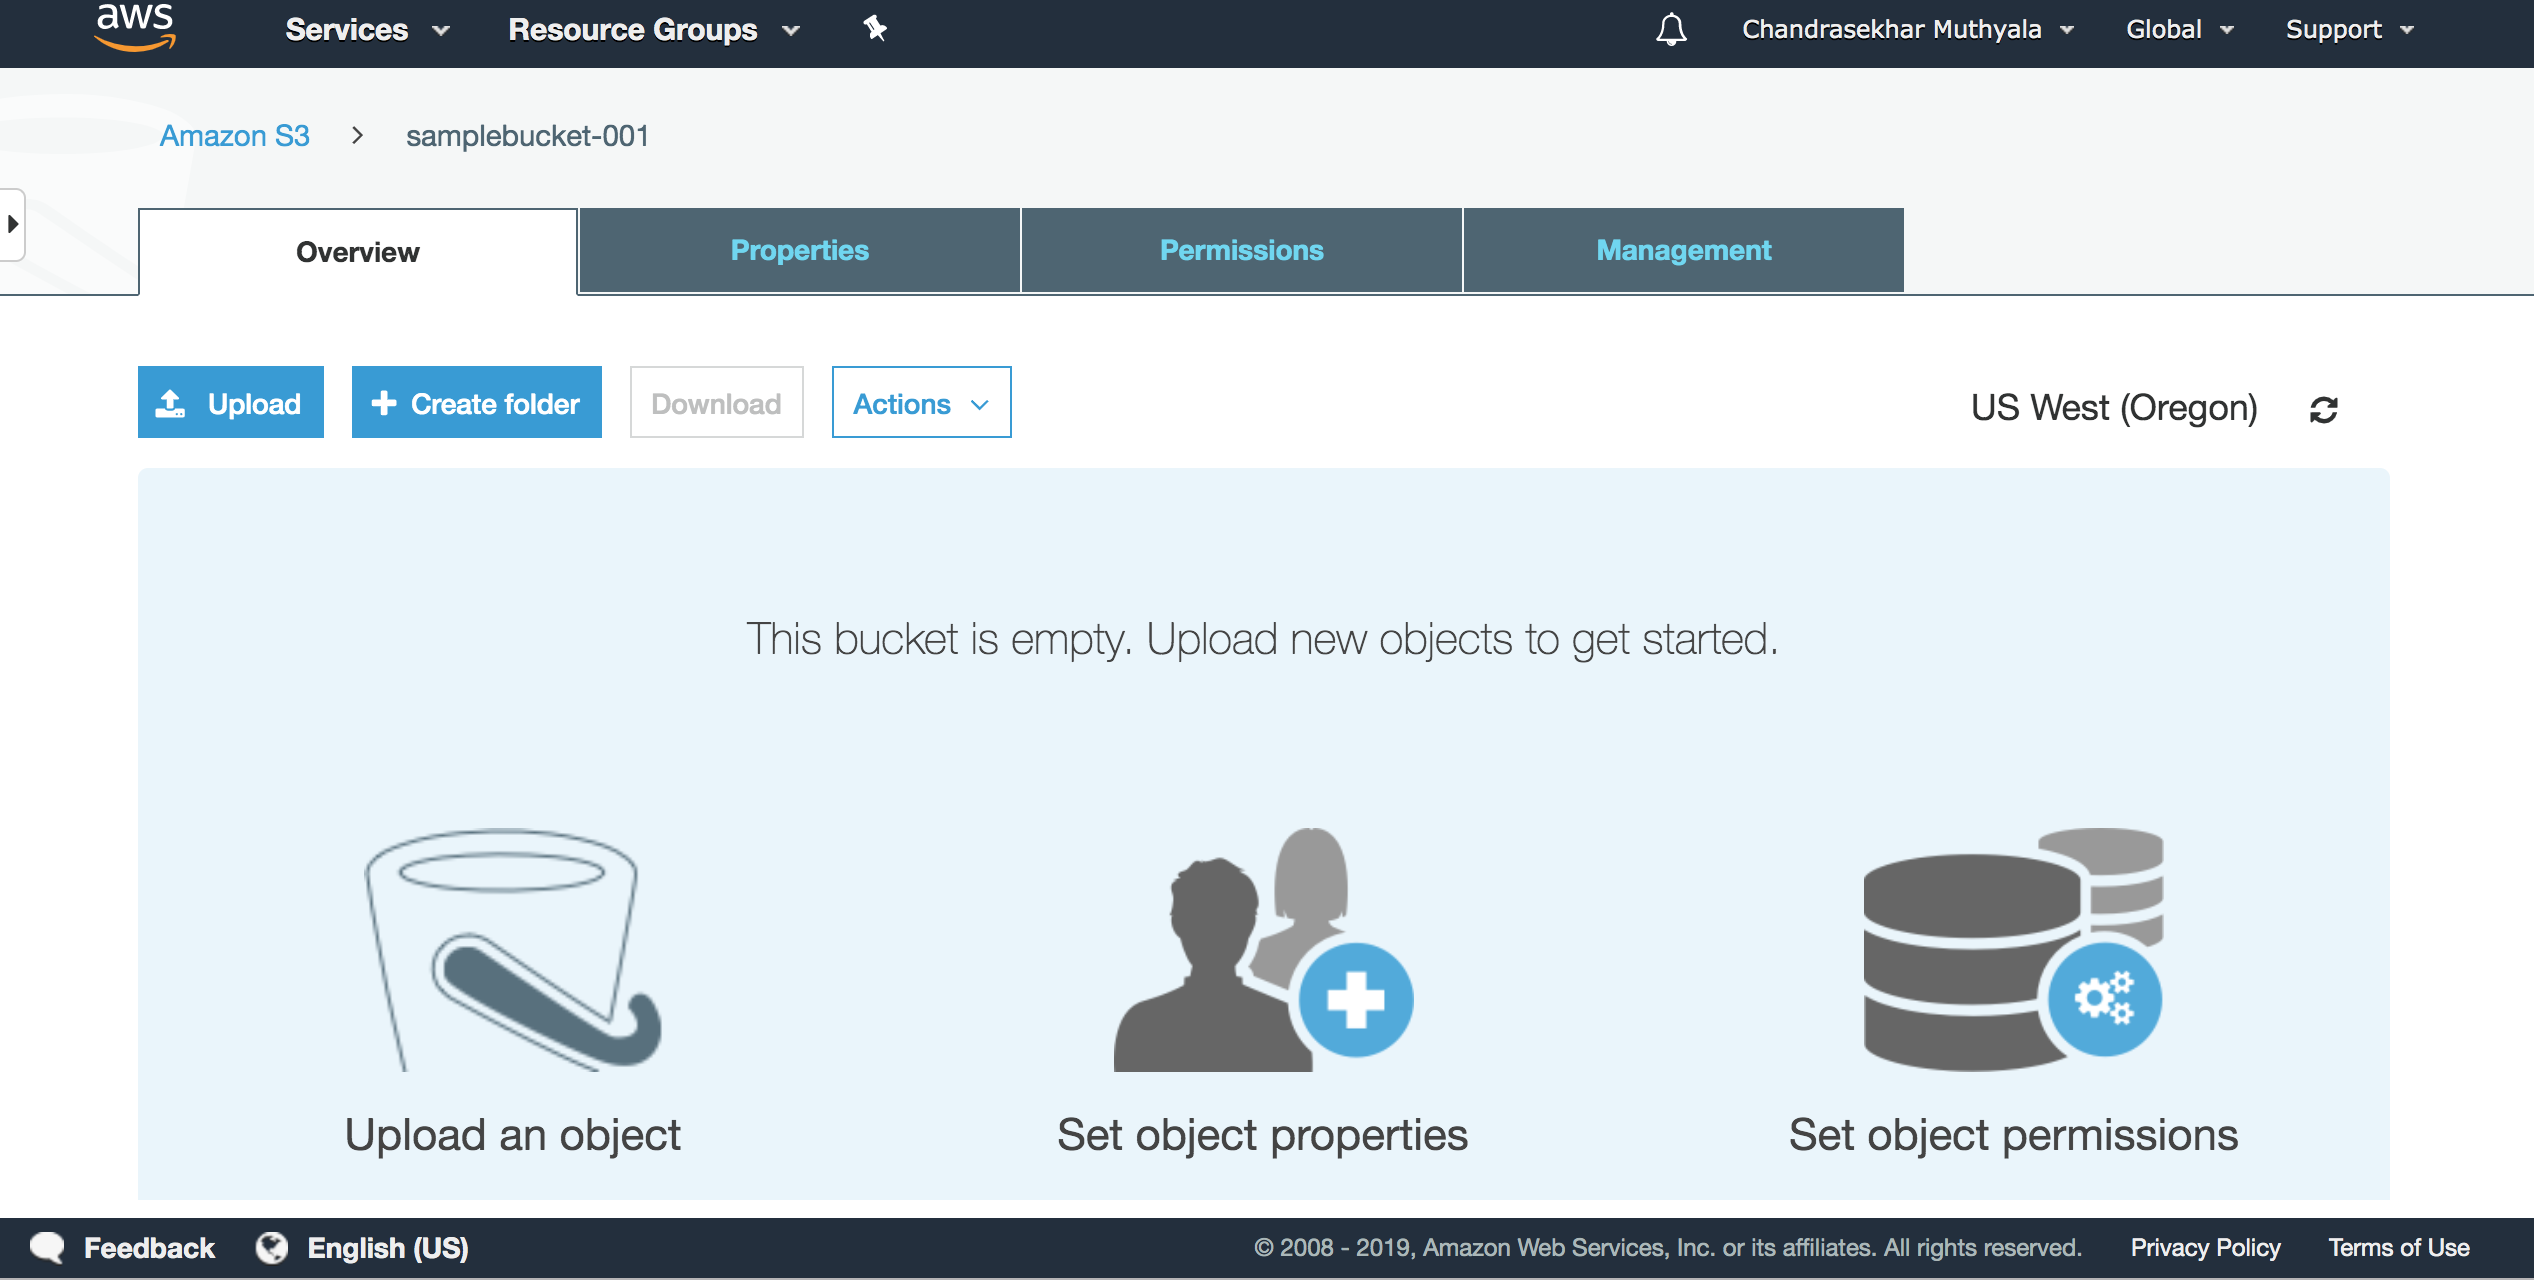 aws Services Resource Groups Chandrasekhar Muthyala Global Support
Amazon S3 > samplebucket-001
Overview Properties Permissions Management
Upload Create folder Download Actions US West (Oregon)
This bucket is empty. Upload new objects to get started.
Upload an object Set object properties Set object permissions
Feedback English (US) © 2008 - 2019, Amazon Web Services, Inc. or its affiliates. All rights reserved. Privacy Policy Terms of Use